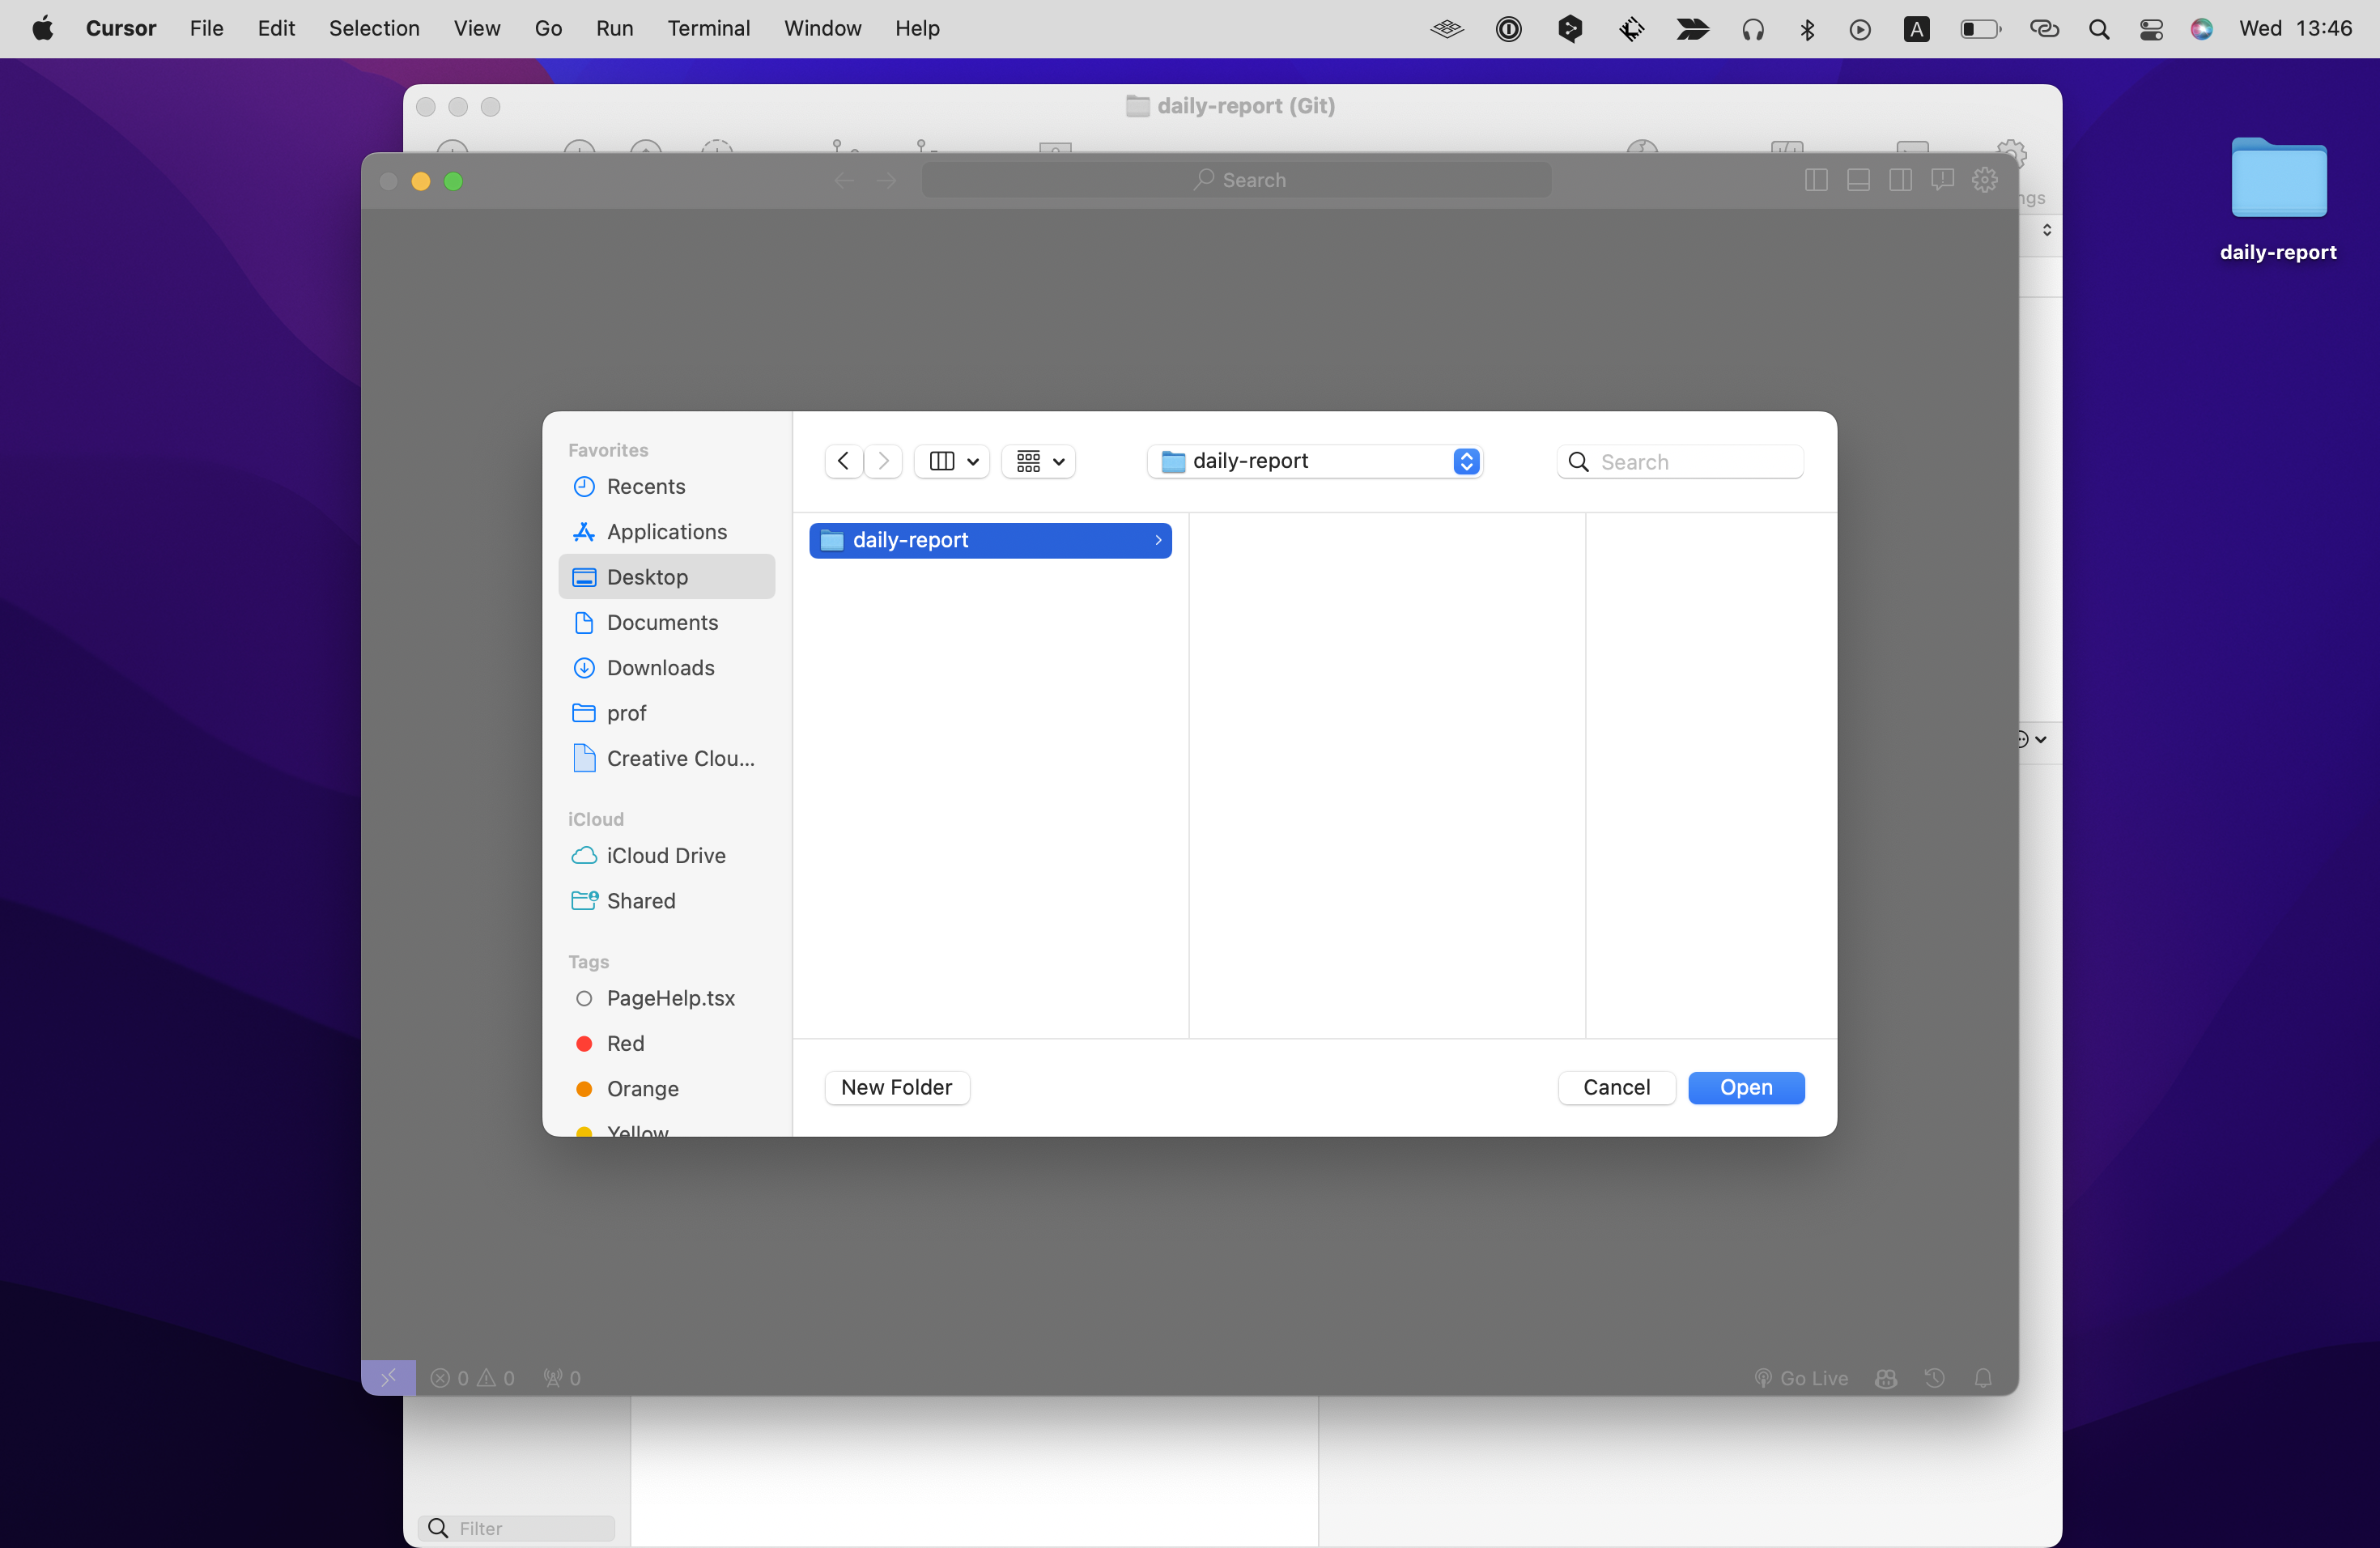 Cursor File Edit Selection View Go Run Terminal Window Help
A
Wed 13:46
daily-report (Git)
Search
ngs
daily-report
Favorites
Recents
Applications
Desktop
Documents
Downloads
prof
Creative Clou...
iCloud
iCloud Drive
Shared
Tags
PageHelp.tsx
Red
Orange
Yellow
daily-report
Search
daily-report
New Folder
Cancel
Open
0 0 0
Go Live
Filter